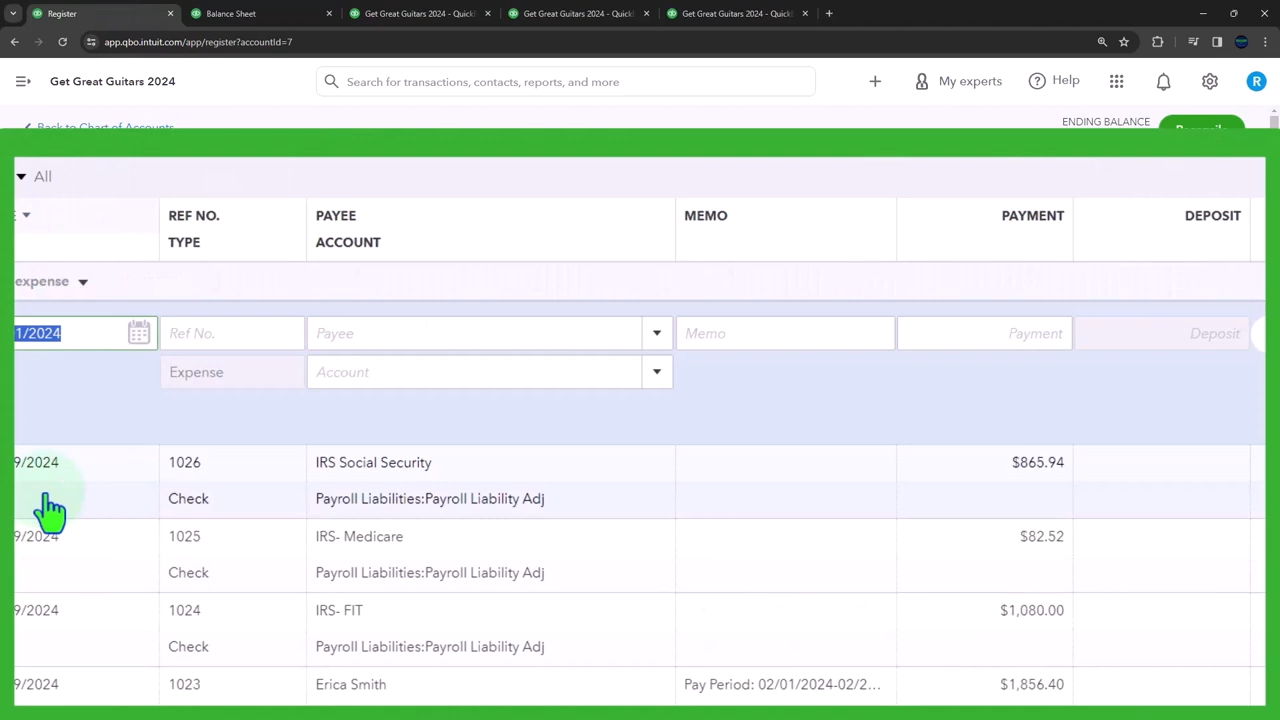 Register
Balance Sheet
Get Great Guitars 2024 - Quick
Get Great Guitars 2024 - Quick
Get Great Guitars 2024 - Quick
app.qbo.intuit.com/app/register?accountId=7
Get Great Guitars 2024
Search for transactions, contacts, reports, and more
My experts
Help
R
Back to Chart of Accounts
ENDING BALANCE
Reconcile
All
REF NO.
PAYEE
MEMO
PAYMENT
DEPOSIT
TYPE
ACCOUNT
expense
1/2024
Ref No.
Payee
Memo
Payment
Deposit
Expense
Account
9/2024
1026
IRS Social Security
$865.94
Check
Payroll Liabilities:Payroll Liability Adj
9/2024
1025
IRS- Medicare
$82.52
Check
Payroll Liabilities:Payroll Liability Adj
9/2024
1024
IRS- FIT
$1,080.00
Check
Payroll Liabilities:Payroll Liability Adj
9/2024
1023
Erica Smith
Pay Period: 02/01/2024-02/2...
$1,856.40